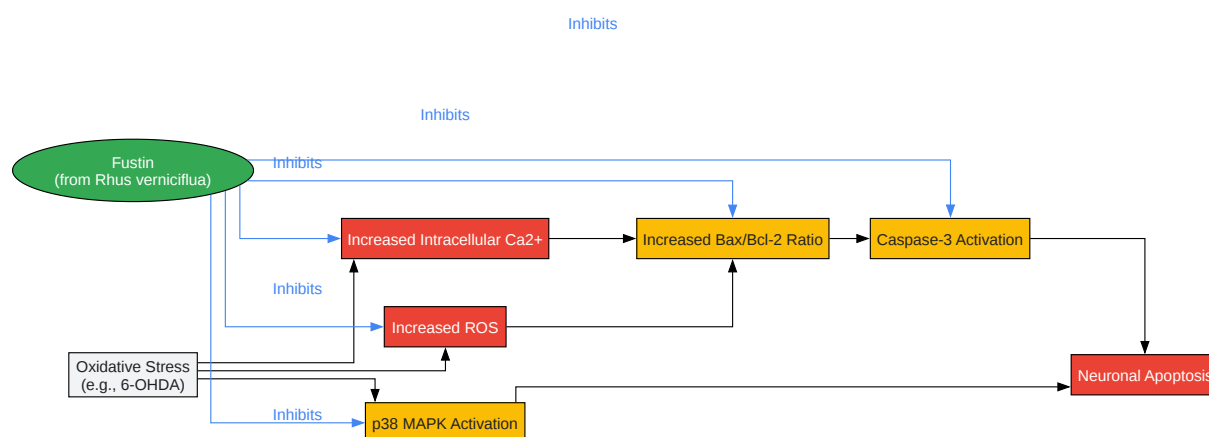 Inhibits
Inhibits
Fustin
(from Rhus verniciflua)
Inhibits
Increased Intracellular Ca2+
Increased Bax/Bcl-2 Ratio
Caspase-3 Activation
Inhibits
Increased ROS
Oxidative Stress
(e.g., 6-OHDA)
Neuronal Apoptosis
Inhibits
p38 MAPK Activation